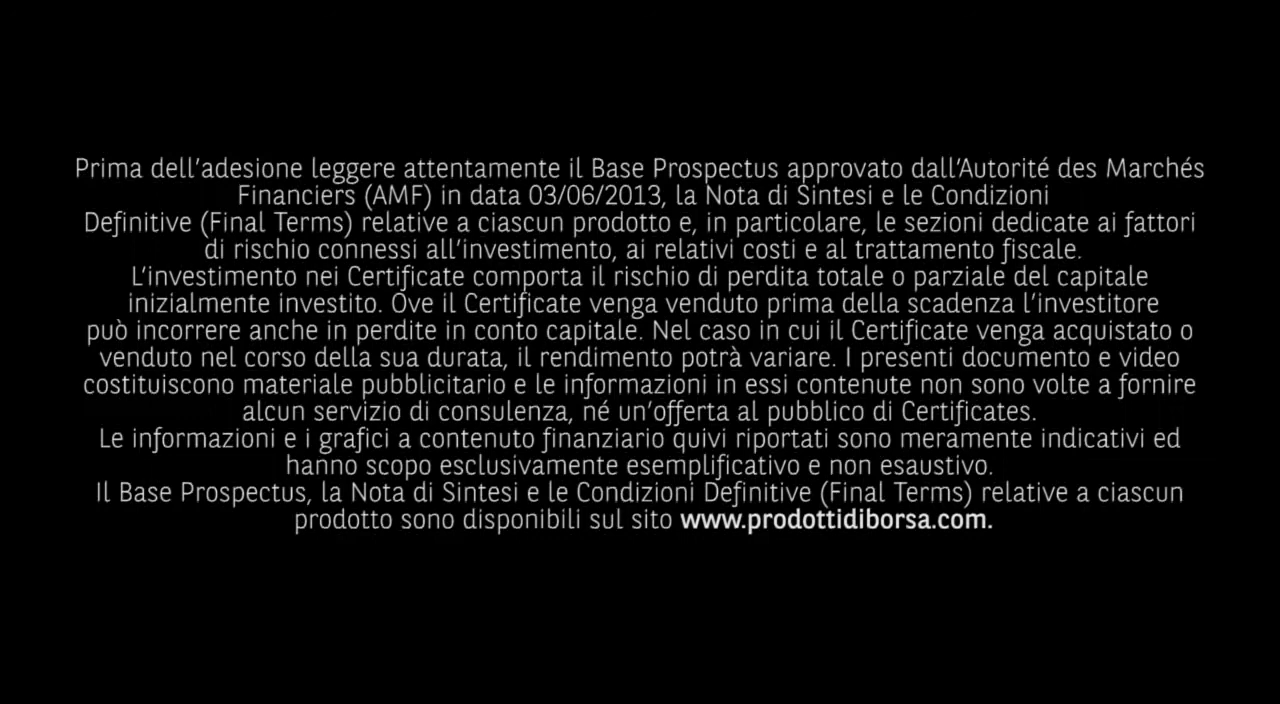 Prima dell’adesione leggere attentamente il Base Prospectus approvato dall’Autorité des Marchés
Financiers (AMF) in data 03/06/2013, la Nota di Sintesi e le Condizioni
Definitive (Final Terms) relative a ciascun prodotto e, in particolare, le sezioni dedicate ai fattori
di rischio connessi all’investimento, ai relativi costi e al trattamento fiscale.
L’investimento nei Certificate comporta il rischio di perdita totale o parziale del capitale
inizialmente investito. Ove il Certificate venga venduto prima della scadenza l’investitore
può incorrere anche in perdite in conto capitale. Nel caso in cui il Certificate venga acquistato o
venduto nel corso della sua durata, il rendimento potrà variare. I presenti documento e video
costituiscono materiale pubblicitario e le informazioni in essi contenute non sono volte a fornire
alcun servizio di consulenza, né un’offerta al pubblico di Certificates.
Le informazioni e i grafici a contenuto finanziario quivi riportati sono meramente indicativi ed
hanno scopo esclusivamente esemplificativo e non esaustivo.
Il Base Prospectus, la Nota di Sintesi e le Condizioni Definitive (Final Terms) relative a ciascun
prodotto sono disponibili sul sito www.prodottidiborsa.com.